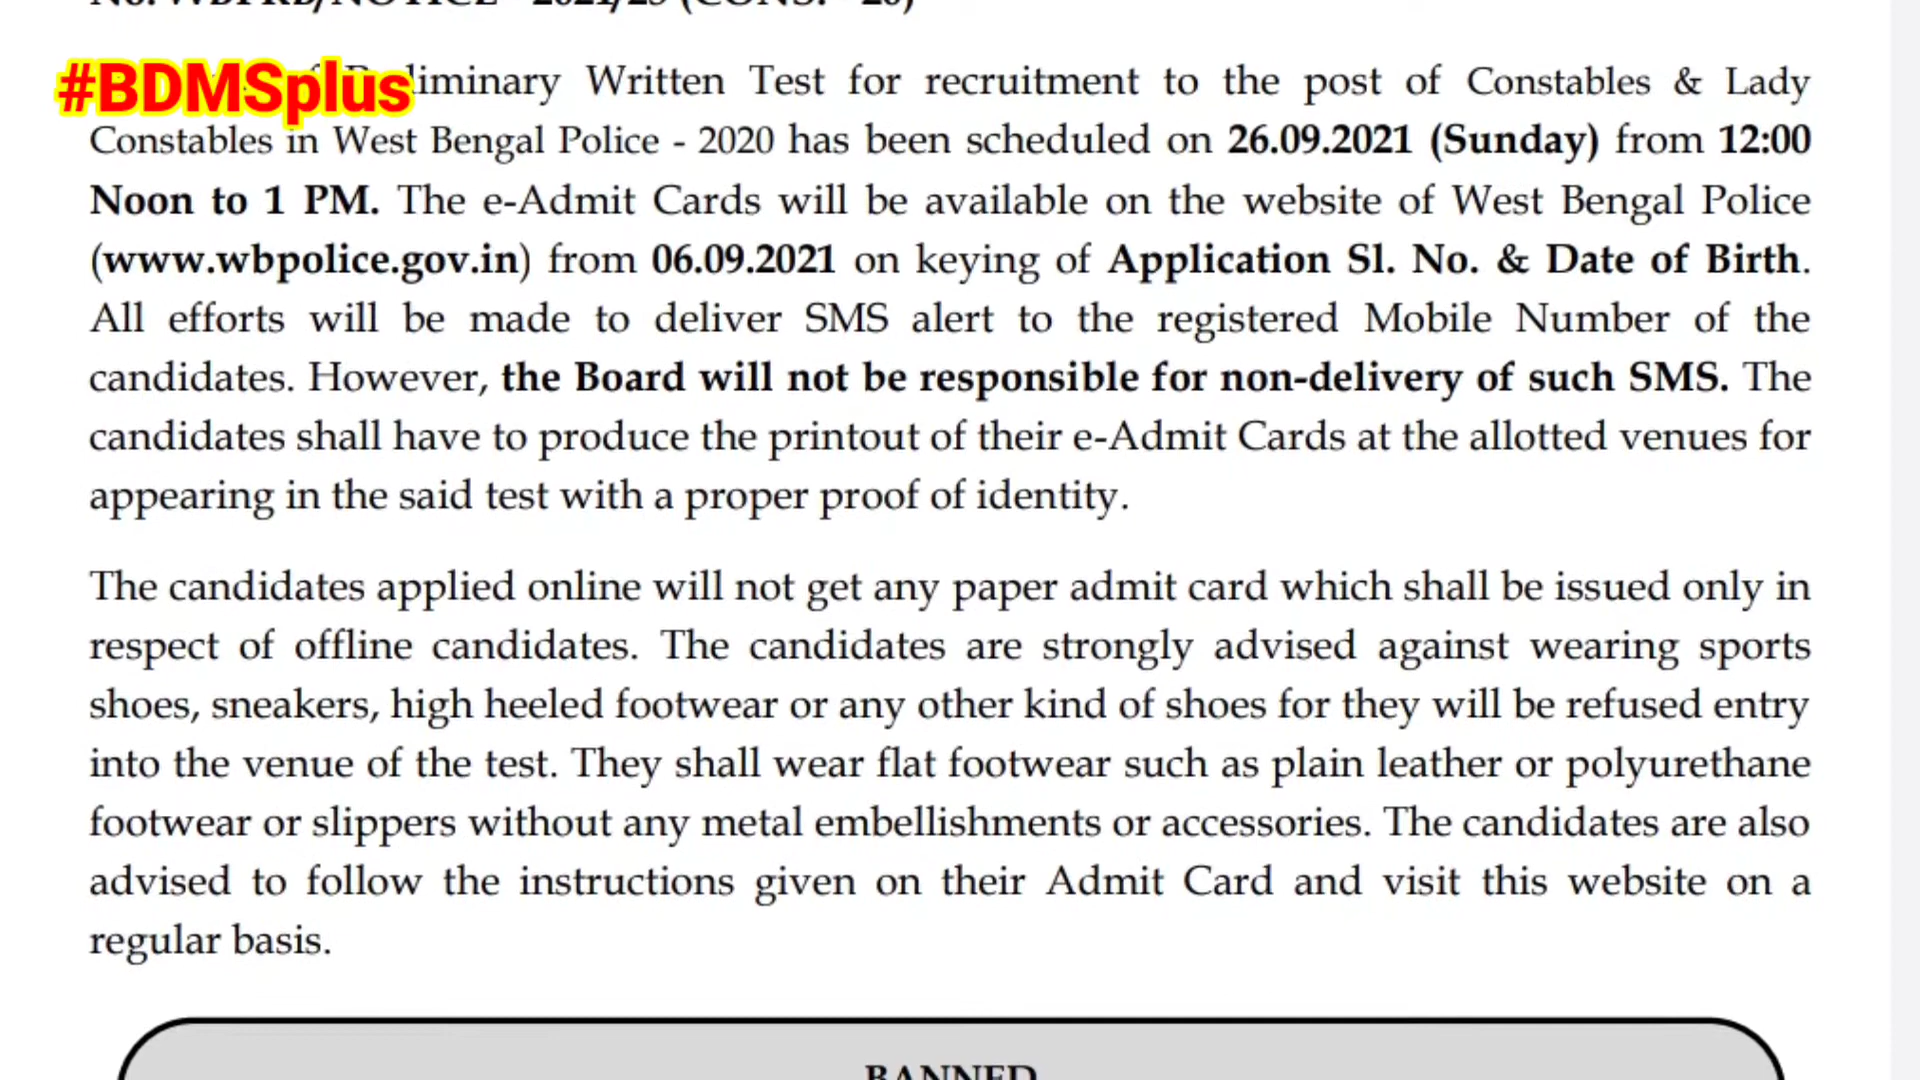 No. WBPRB/NOTICE - 2021/25 (CONS. - 20)
#BDMSplus
Preliminary Written Test for recruitment to the post of Constables & Lady
Constables in West Bengal Police - 2020 has been scheduled on 26.09.2021 (Sunday) from 12:00
Noon to 1 PM. The e-Admit Cards will be available on the website of West Bengal Police
(www.wbpolice.gov.in) from 06.09.2021 on keying of Application Sl. No. & Date of Birth.
All efforts will be made to deliver SMS alert to the registered Mobile Number of the
candidates. However, the Board will not be responsible for non-delivery of such SMS. The
candidates shall have to produce the printout of their e-Admit Cards at the allotted venues for
appearing in the said test with a proper proof of identity.
The candidates applied online will not get any paper admit card which shall be issued only in
respect of offline candidates. The candidates are strongly advised against wearing sports
shoes, sneakers, high heeled footwear or any other kind of shoes for they will be refused entry
into the venue of the test. They shall wear flat footwear such as plain leather or polyurethane
footwear or slippers without any metal embellishments or accessories. The candidates are also
advised to follow the instructions given on their Admit Card and visit this website on a
regular basis.
BANNED